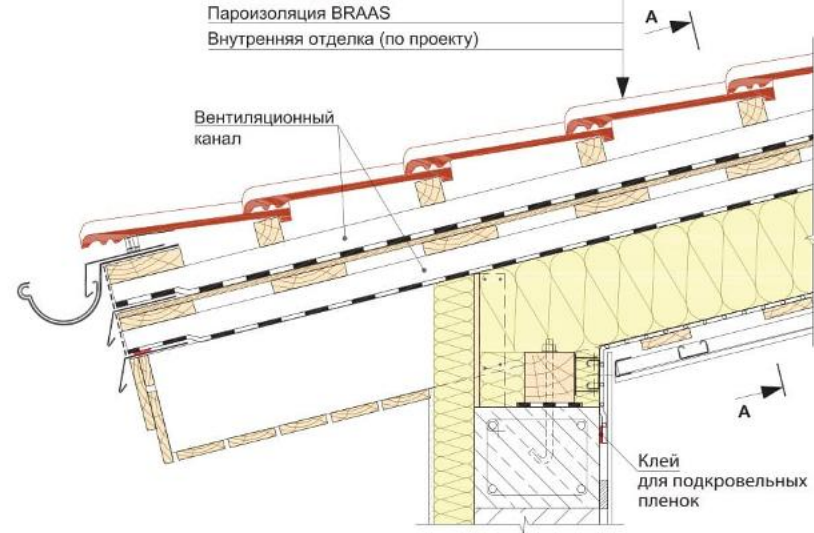 Пароизоляция BRAAS
Внутренняя отделка (по проекту)
А
Вентиляционный
канал
А
Клей
для подкровельных
пленок